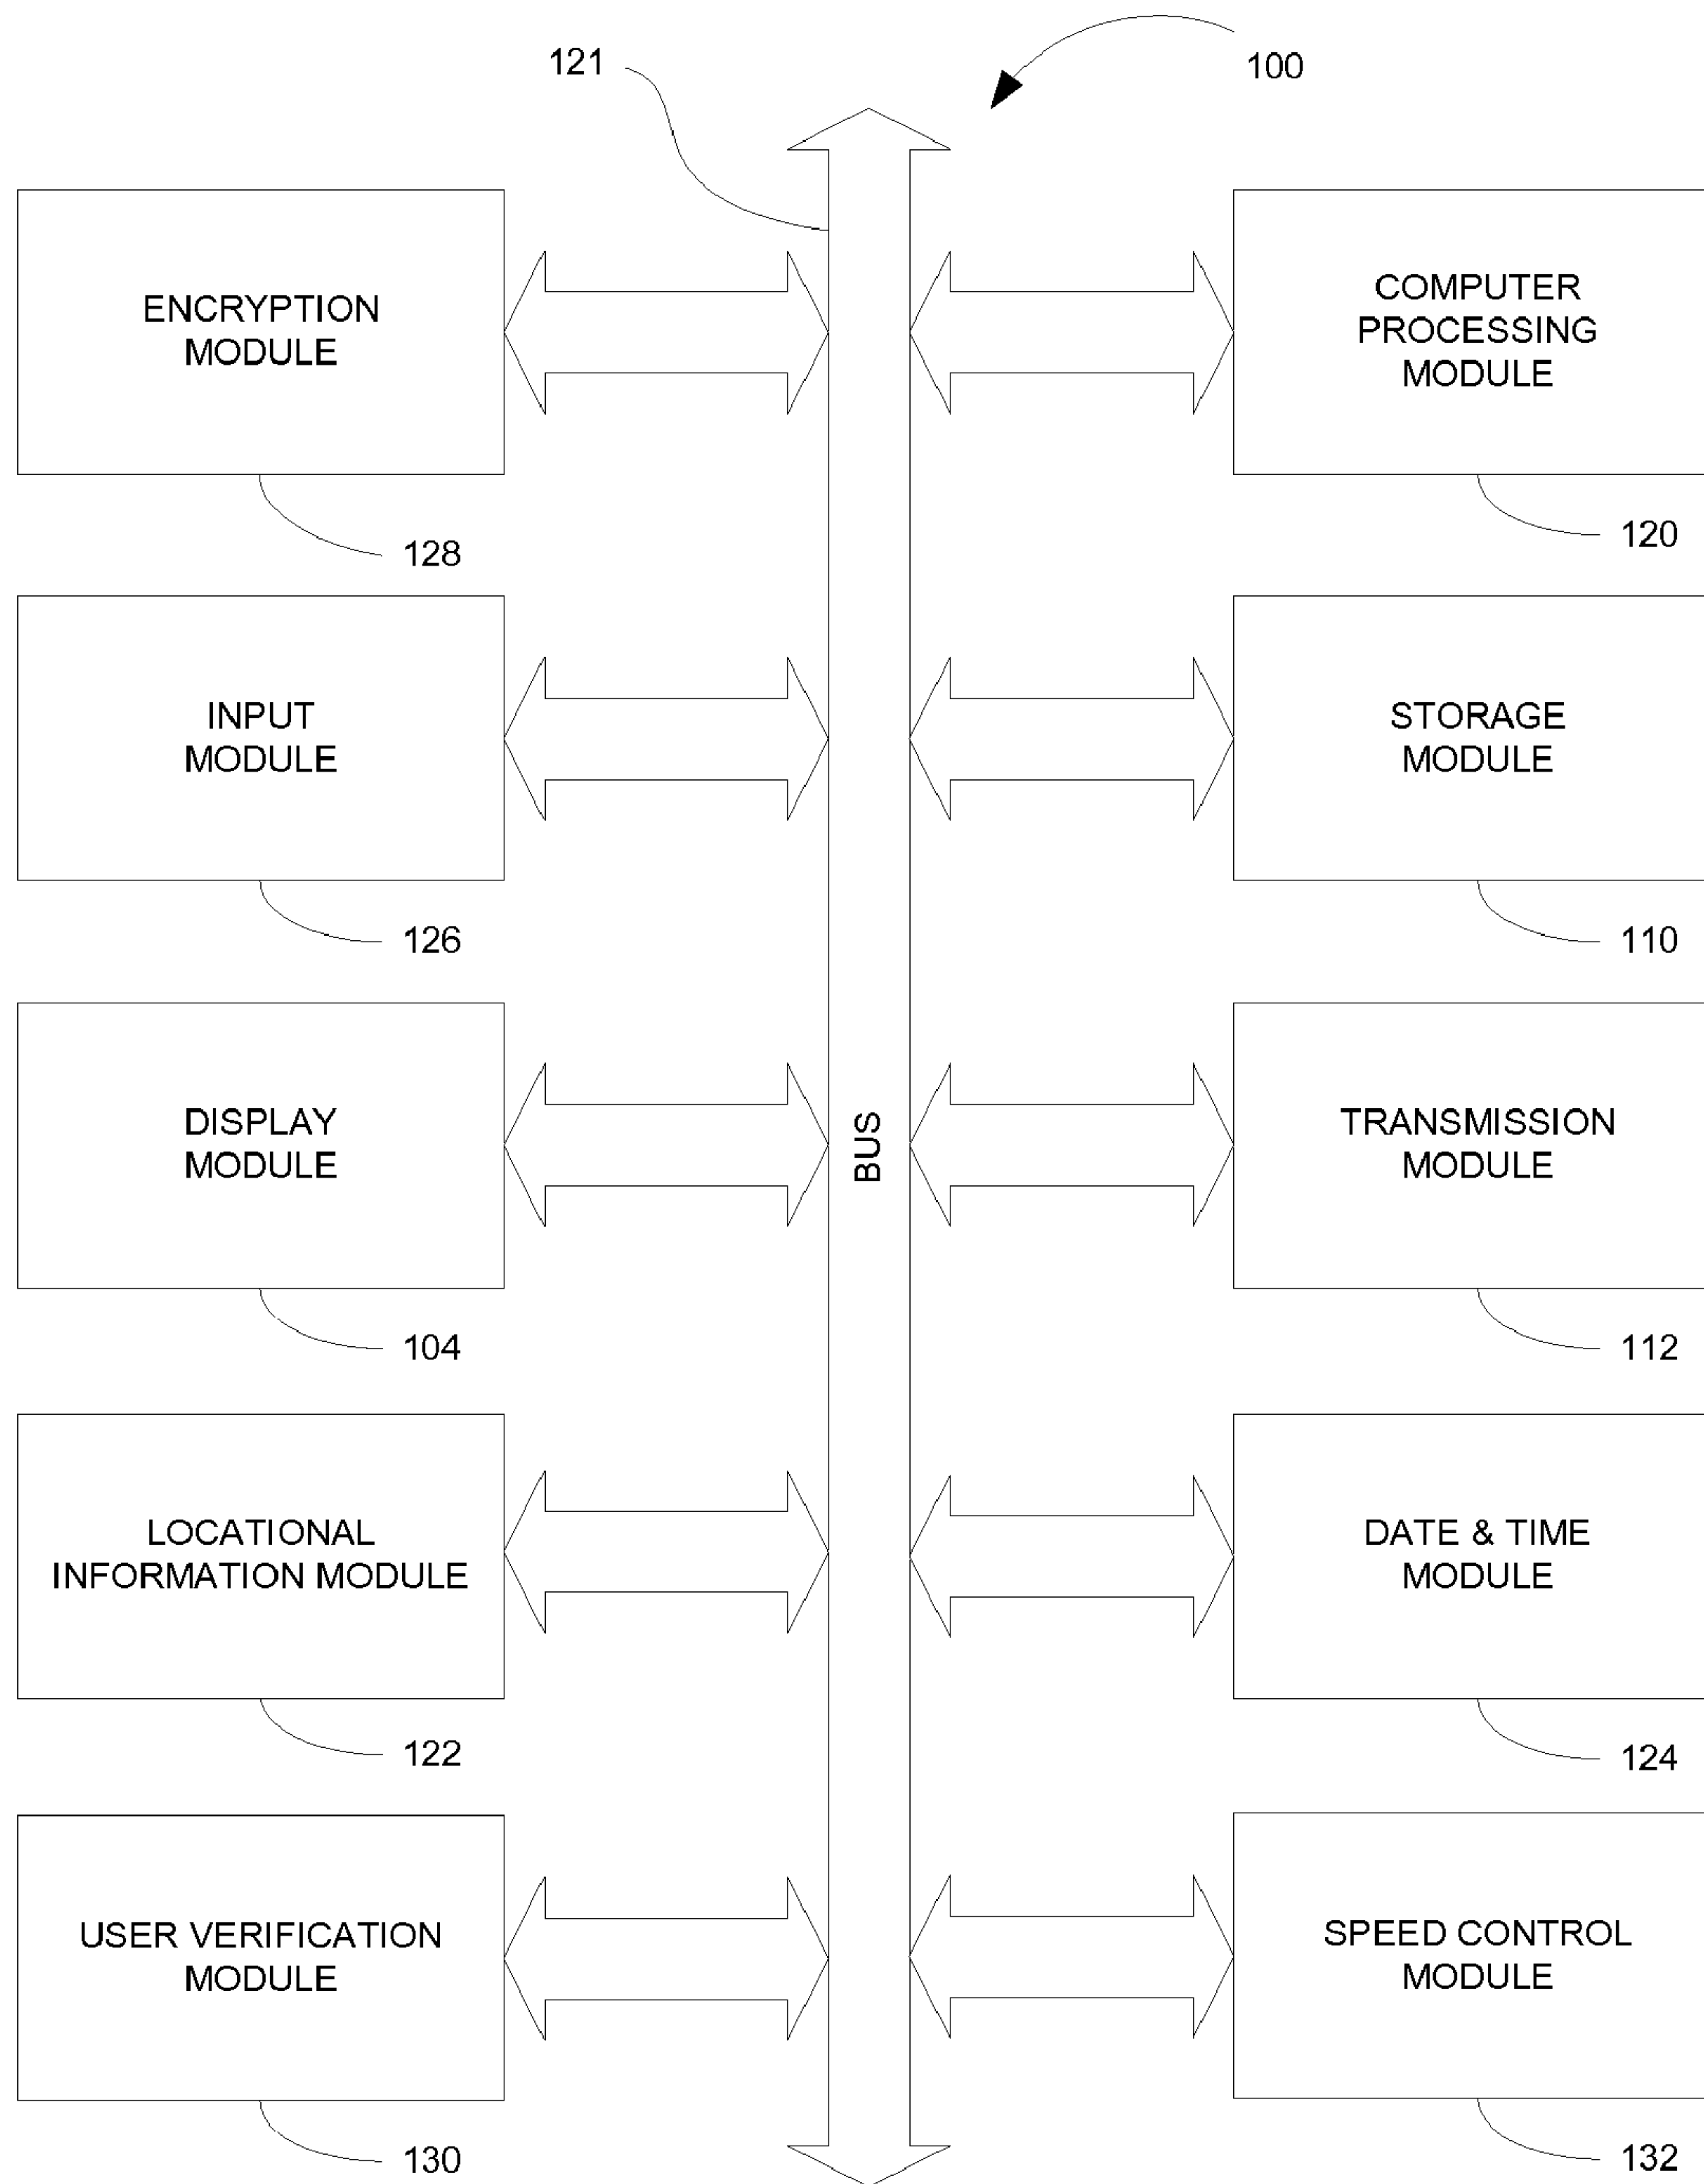 121
100
ENCRYPTION
MODULE
128
COMPUTER
PROCESSING
MODULE
120
INPUT
MODULE
126
STORAGE
MODULE
110
DISPLAY
MODULE
104
BUS
TRANSMISSION
MODULE
112
LOCATIONAL
INFORMATION MODULE
122
DATE & TIME
MODULE
124
USER VERIFICATION
MODULE
130
SPEED CONTROL
MODULE
132